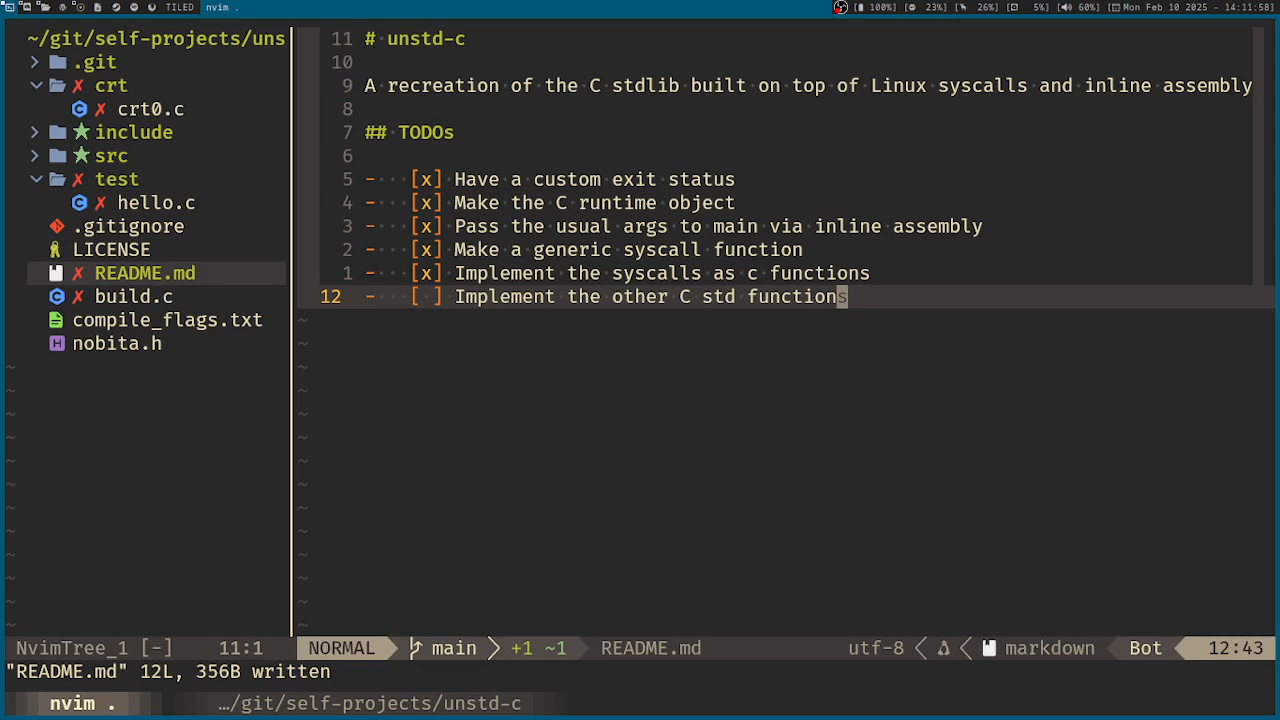 TILED nvim . 100% 23% 26% 5% 60% Mon Feb 10 2025 - 14:11:58
~/git/self-projects/uns
.git
crt
crt0.c
include
src
test
hello.c
.gitignore
LICENSE
README.md
build.c
compile_flags.txt
nobita.h
11 # unstd-c
10
9 A recreation of the C stdlib built on top of Linux syscalls and inline assembly
8
7 ## TODOs
6
5 - [x] Have a custom exit status
4 - [x] Make the C runtime object
3 - [x] Pass the usual args to main via inline assembly
2 - [x] Make a generic syscall function
1 - [x] Implement the syscalls as c functions
12 - [ ] Implement the other C std functions
NvimTree_1 [-] 11:1 NORMAL main +1 ~1 README.md utf-8 markdown Bot 12:43
"README.md" 12L, 356B written
nvim . …/git/self-projects/unstd-c